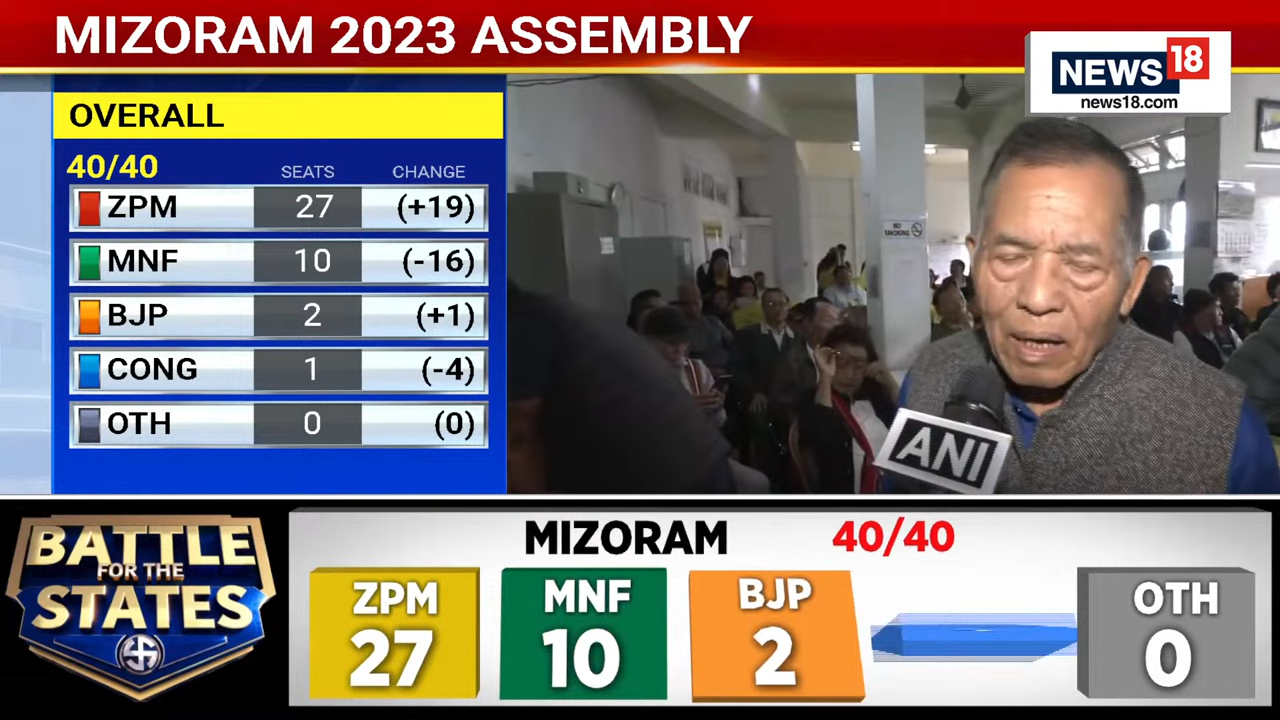 MIZORAM 2023 ASSEMBLY
NEWS 18
news18.com
OVERALL
40/40 SEATS CHANGE
ZPM 27 (+19)
MNF 10 (-16)
BJP 2 (+1)
CONG 1 (-4)
OTH 0 (0)
NO
SMOKING
ANI
BATTLE
FOR THE
STATES
MIZORAM 40/40
ZPM MNF BJP OTH
27 10 2 0